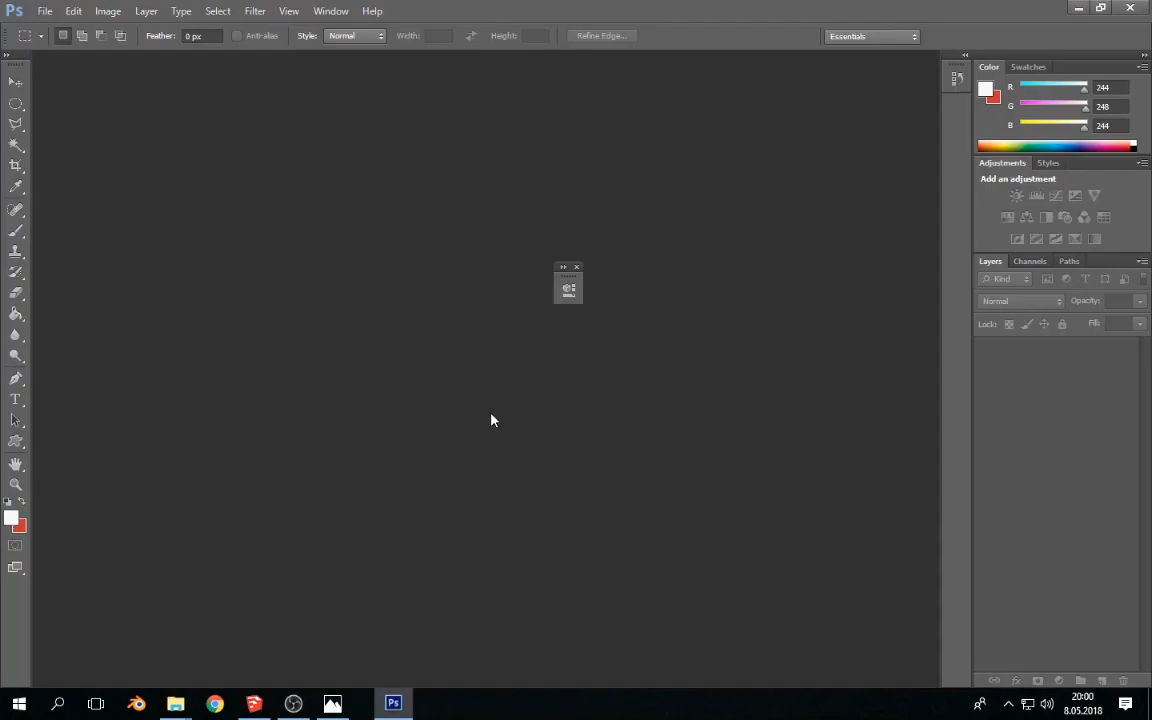 Ps File Edit Image Layer Type Select Filter View Window Help
Feather: 0 px Anti-alias Style: Normal Width: Height: Refine Edge... Essentials
Color Swatches
R 244
G 248
B 244
Adjustments Styles
Add an adjustment
Layers Channels Paths
Kind
Normal Opacity:
Lock: Fill:
T
Ps
20:00
8.05.2018